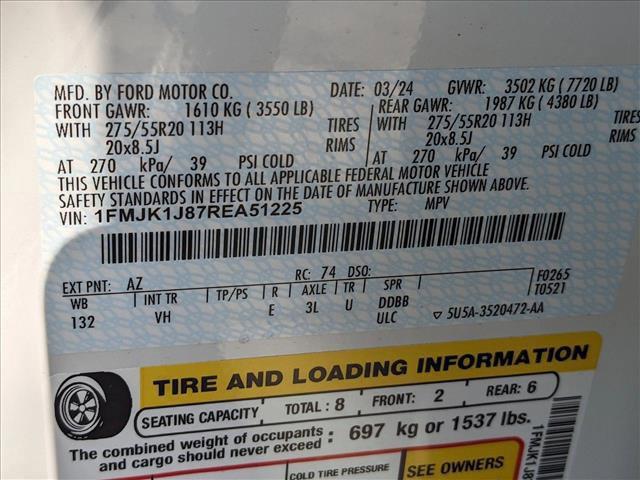 MFD. BY FORD MOTOR CO. DATE: 03/24 GVWR: 3502 KG (7720 LB)
FRONT GAWR: 1610 KG (3550 LB) REAR GAWR: 1987 KG (4380 LB)
WITH 275/55R20 113H TIRES WITH 275/55R20 113H TIRES
20x8.5J RIMS 20x8.5J RIMS
AT 270 kPa/ 39 PSI COLD AT 270 kPa/ 39 PSI COLD
THIS VEHICLE CONFORMS TO ALL APPLICABLE FEDERAL MOTOR VEHICLE
SAFETY STANDARDS IN EFFECT ON THE DATE OF MANUFACTURE SHOWN ABOVE.
VIN: 1FMJK1J87REA51225 TYPE: MPV
EXT PNT: AZ RC: 74 DSO: F0265
WB INT TR TP/PS R AXLE TR SPR T0521
132 VH E 3L U DDBB
ULC ▽ 5U5A-3520472-AA
TIRE AND LOADING INFORMATION
SEATING CAPACITY TOTAL : 8 FRONT: 2 REAR: 6
The combined weight of occupants and cargo should never exceed : 697 kg or 1537 lbs.
COLD TIRE PRESSURE SEE OWNERS
1FMJK1J87